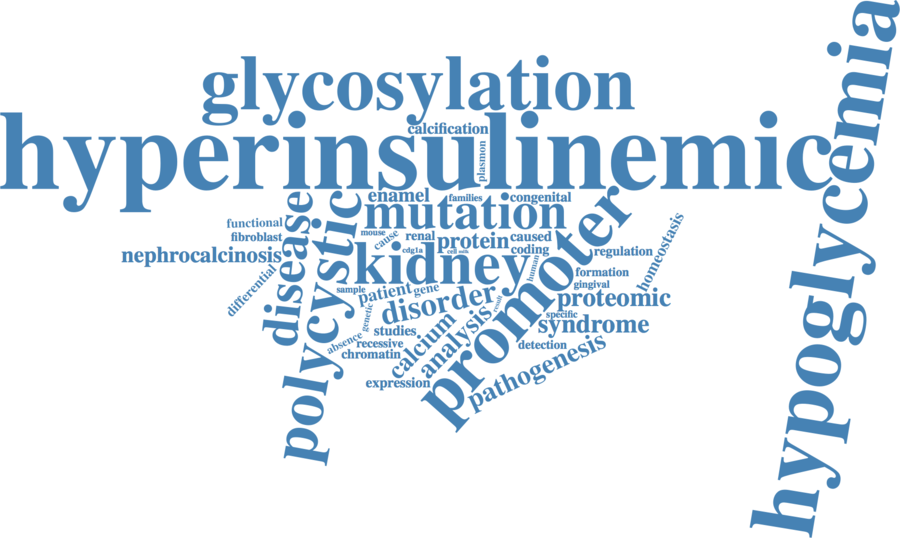 glycosylation
hyperinsulinemic
hypoglycemia
calcification
plasmon
enamel
families
congenital
mutation
functional
disease
polycystic
promoter
mouse
cause
renal
protein
caused
fibroblast
nephrocalcinosis
cdg1a
cell
coding
regulation
homeostasis
kidney
human
formation
differential
sample
patient
gene
gingival
disorder
proteomic
genetic
specific
syndrome
studies
calcium
analysis
absence
recessive
detection
chromatin
pathogenesis
expression